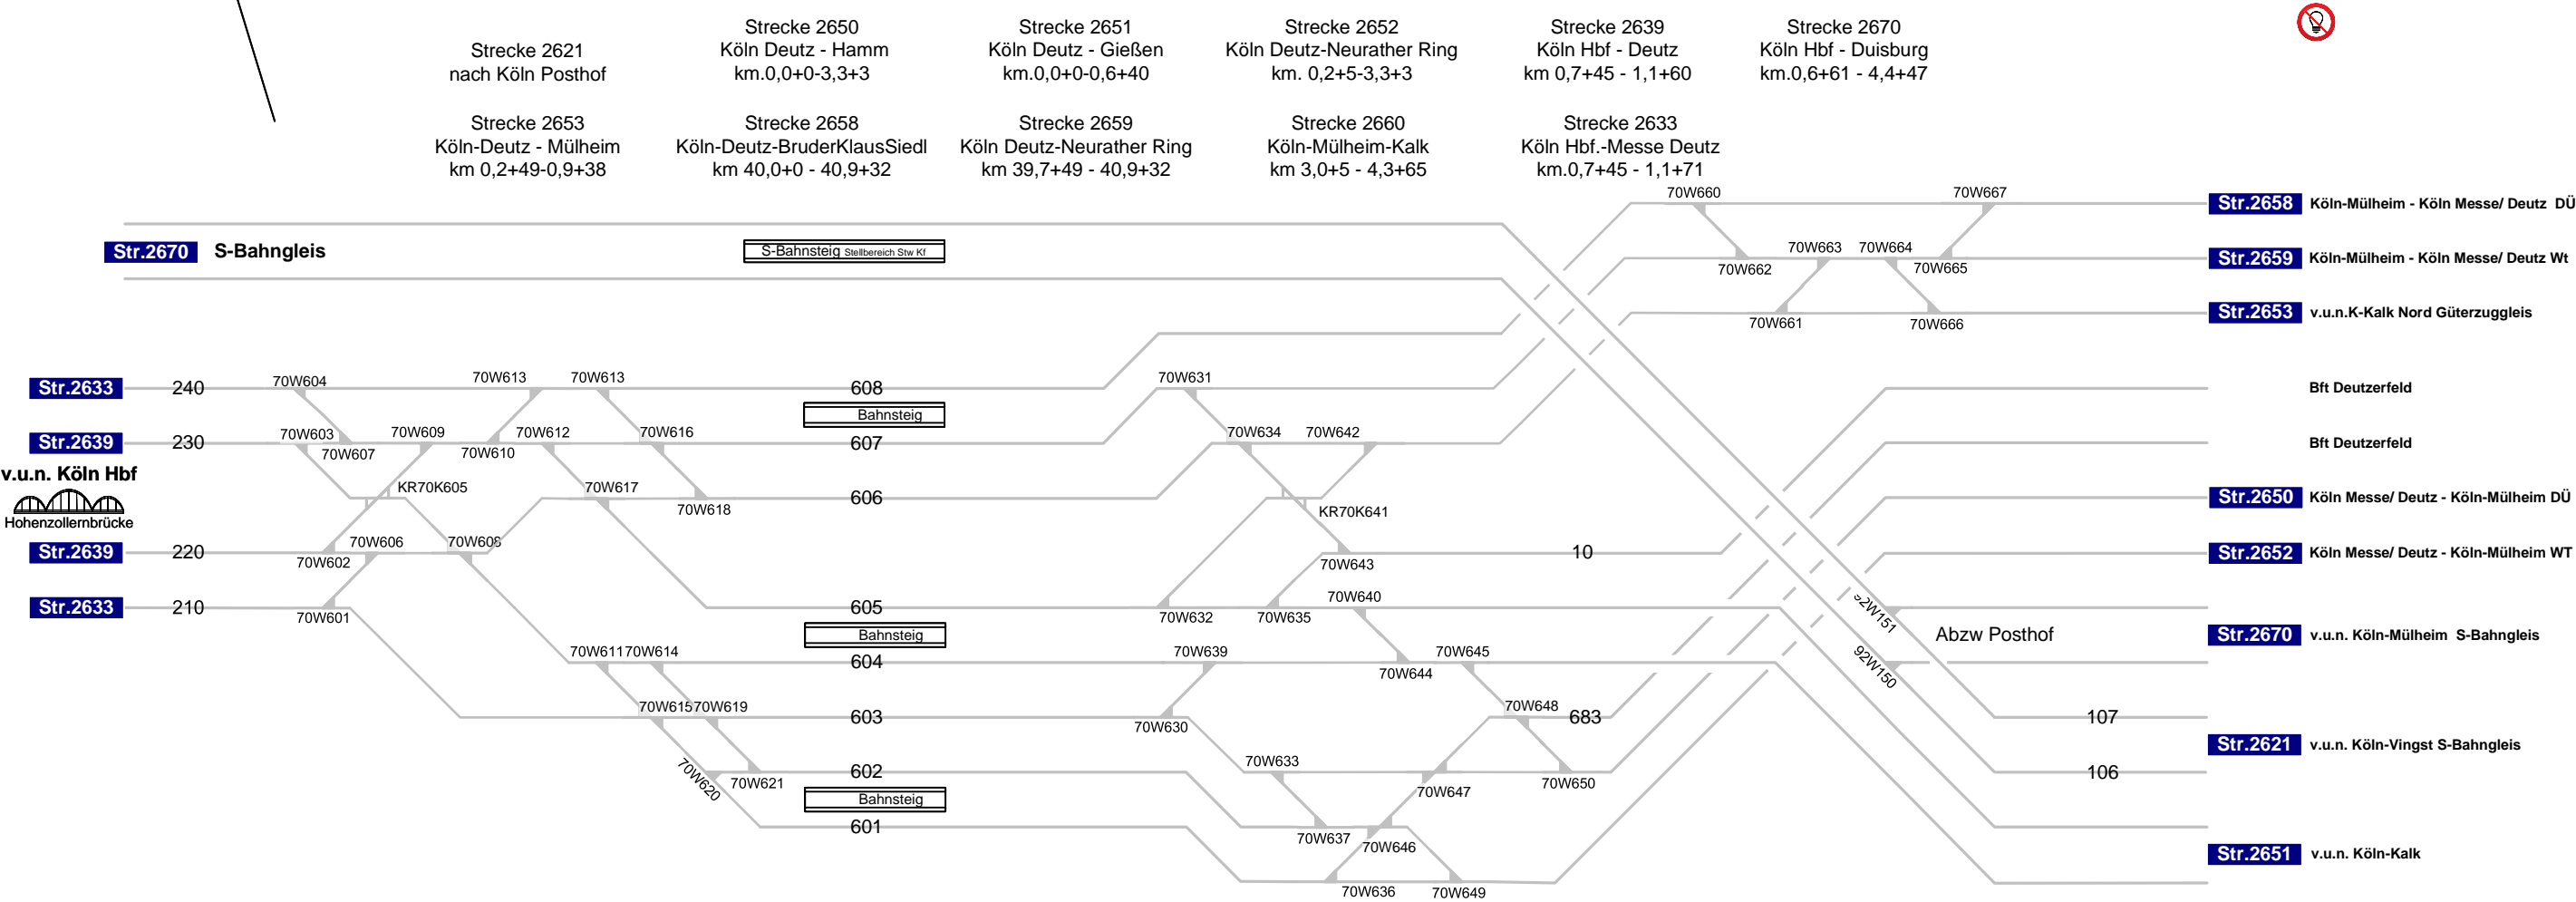 Strecke 2621
nach Köln Posthof
Strecke 2650
Köln Deutz - Hamm
km.0,0+0-3,3+3
Strecke 2651
Köln Deutz - Gießen
km.0,0+0-0,6+40
Strecke 2652
Köln Deutz-Neurather Ring
km. 0,2+5-3,3+3
Strecke 2639
Köln Hbf - Deutz
km 0,7+45 - 1,1+60
Strecke 2670
Köln Hbf - Duisburg
km.0,6+61 - 4,4+47
Strecke 2653
Köln-Deutz - Mülheim
km 0,2+49-0,9+38
Strecke 2658
Köln-Deutz-BruderKlausSiedl
km 40,0+0 - 40,9+32
Strecke 2659
Köln Deutz-Neurather Ring
km 39,7+49 - 40,9+32
Strecke 2660
Köln-Mülheim-Kalk
km 3,0+5 - 4,3+65
Strecke 2633
Köln Hbf.-Messe Deutz
km.0,7+45 - 1,1+71
70W660
70W667
Str.2658 Köln-Mülheim - Köln Messe/ Deutz DÜ
Str.2670 S-Bahngleis
S-Bahnsteig Stellbereich Stw Kf
70W663 70W664
70W662
70W665
Str.2659 Köln-Mülheim - Köln Messe/ Deutz Wt
70W661
70W666
Str.2653 v.u.n.K-Kalk Nord Güterzuggleis
Str.2633 240
70W604
70W613
70W613
608
70W631
Bft Deutzerfeld
Bahnsteig
Str.2639 230
70W603
70W607
70W609
70W610
70W612
70W616
607
70W634
70W642
Bft Deutzerfeld
v.u.n. Köln Hbf
Hohenzollernbrücke
KR70K605
70W617
70W618
606
KR70K641
Str.2650 Köln Messe/ Deutz - Köln-Mülheim DÜ
Str.2639 220
70W602
70W606
70W608
70W643
10
Str.2652 Köln Messe/ Deutz - Köln-Mülheim WT
Str.2633 210
70W601
605
70W632
70W635
70W640
92W151
Bahnsteig
Abzw Posthof
Str.2670 v.u.n. Köln-Mülheim S-Bahngleis
70W611 70W614
604
70W639
70W644
70W645
92W150
70W615 70W619
603
70W630
70W648
683
107
Str.2621 v.u.n. Köln-Vingst S-Bahngleis
70W620
70W621
602
70W633
70W647
70W650
106
Bahnsteig
601
70W637
70W646
Str.2651 v.u.n. Köln-Kalk
70W636
70W649